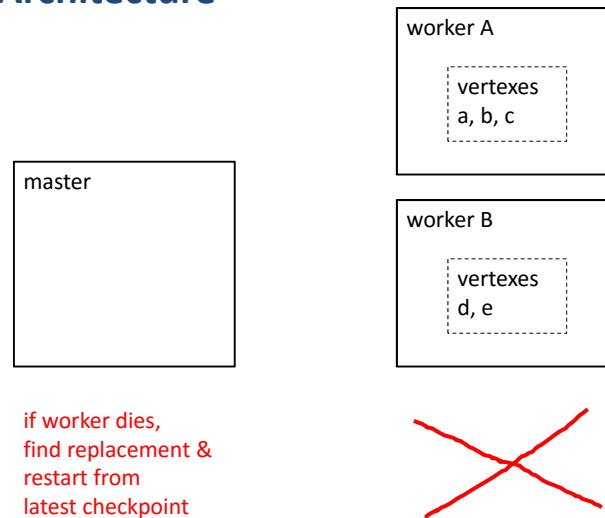 Architecture
worker A
vertexes
a, b, c
master
worker B
vertexes
d, e
if worker dies,
find replacement &
restart from
latest checkpoint